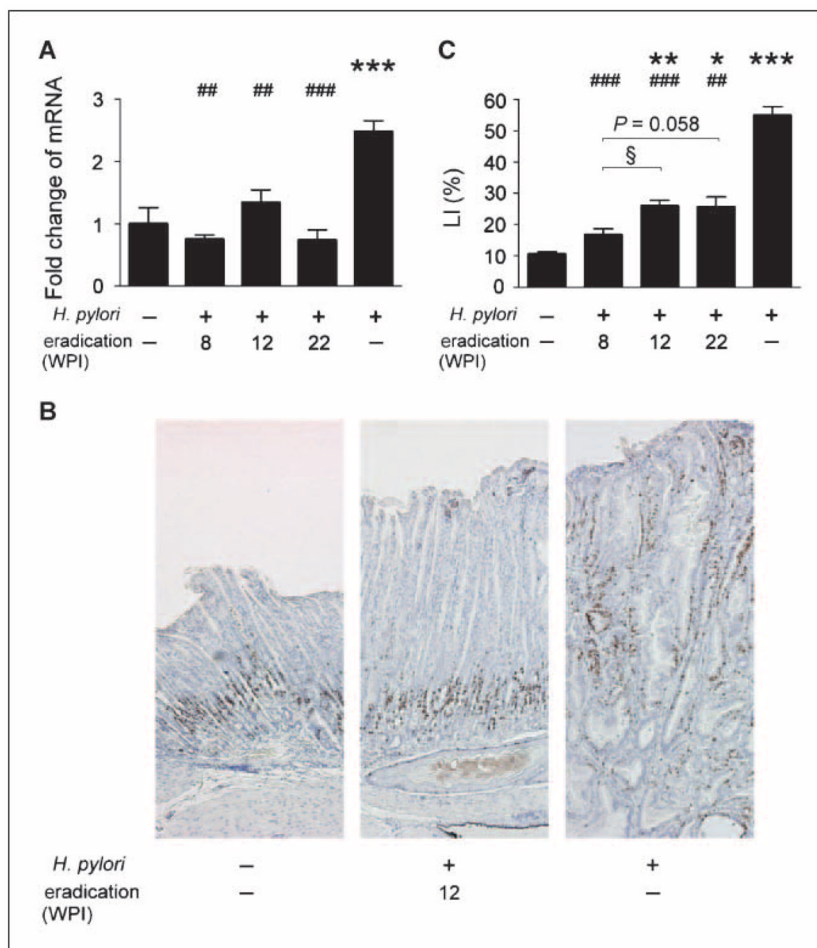 A
***
## ## ###
3
2
1
0
Fold change of mRNA
H. pylori – + + + +
eradication – 8 12 22 –
(WPI)
C
** * ***
### ### ##
60
50
40
30
20
10
0
LI (%)
P = 0.058
§
H. pylori – + + + +
eradication – 8 12 22 –
(WPI)
B
H. pylori – + +
eradication – 12 –
(WPI)